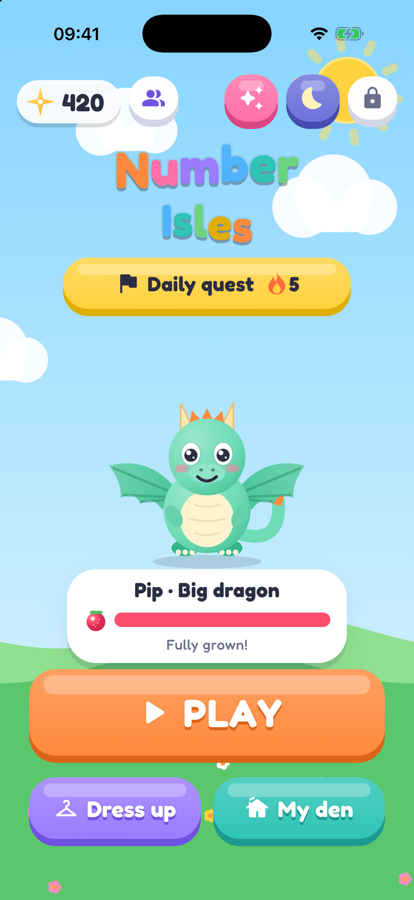 09:41
420
Number
Isles
Daily quest 🔥5
Pip · Big dragon
Fully grown!
PLAY
Dress up
My den